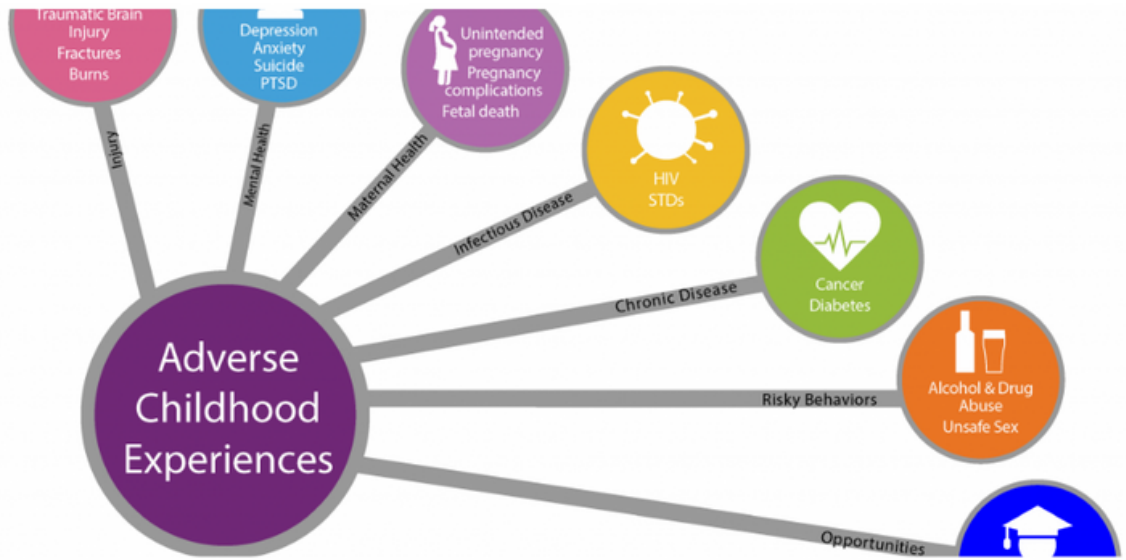 Traumatic Brain
Injury
Fractures
Burns
Depression
Anxiety
Suicide
PTSD
Unintended
pregnancy
Pregnancy
complications
Fetal death
HIV
STDs
Cancer
Diabetes
Alcohol & Drug
Abuse
Unsafe Sex
Injury
Mental Health
Maternal Health
Infectious Disease
Chronic Disease
Risky Behaviors
Opportunities
Adverse
Childhood
Experiences